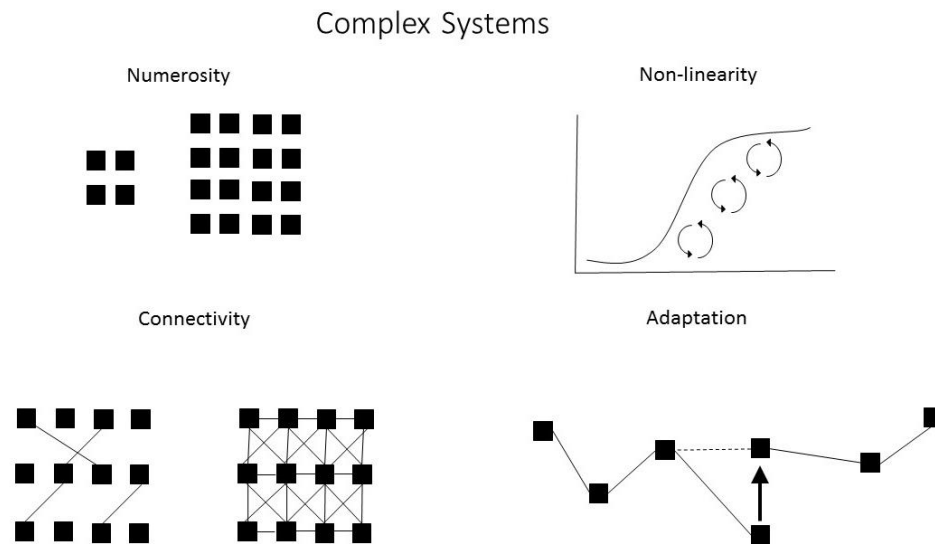 Complex Systems
Numerosity
Non-linearity
Connectivity
Adaptation